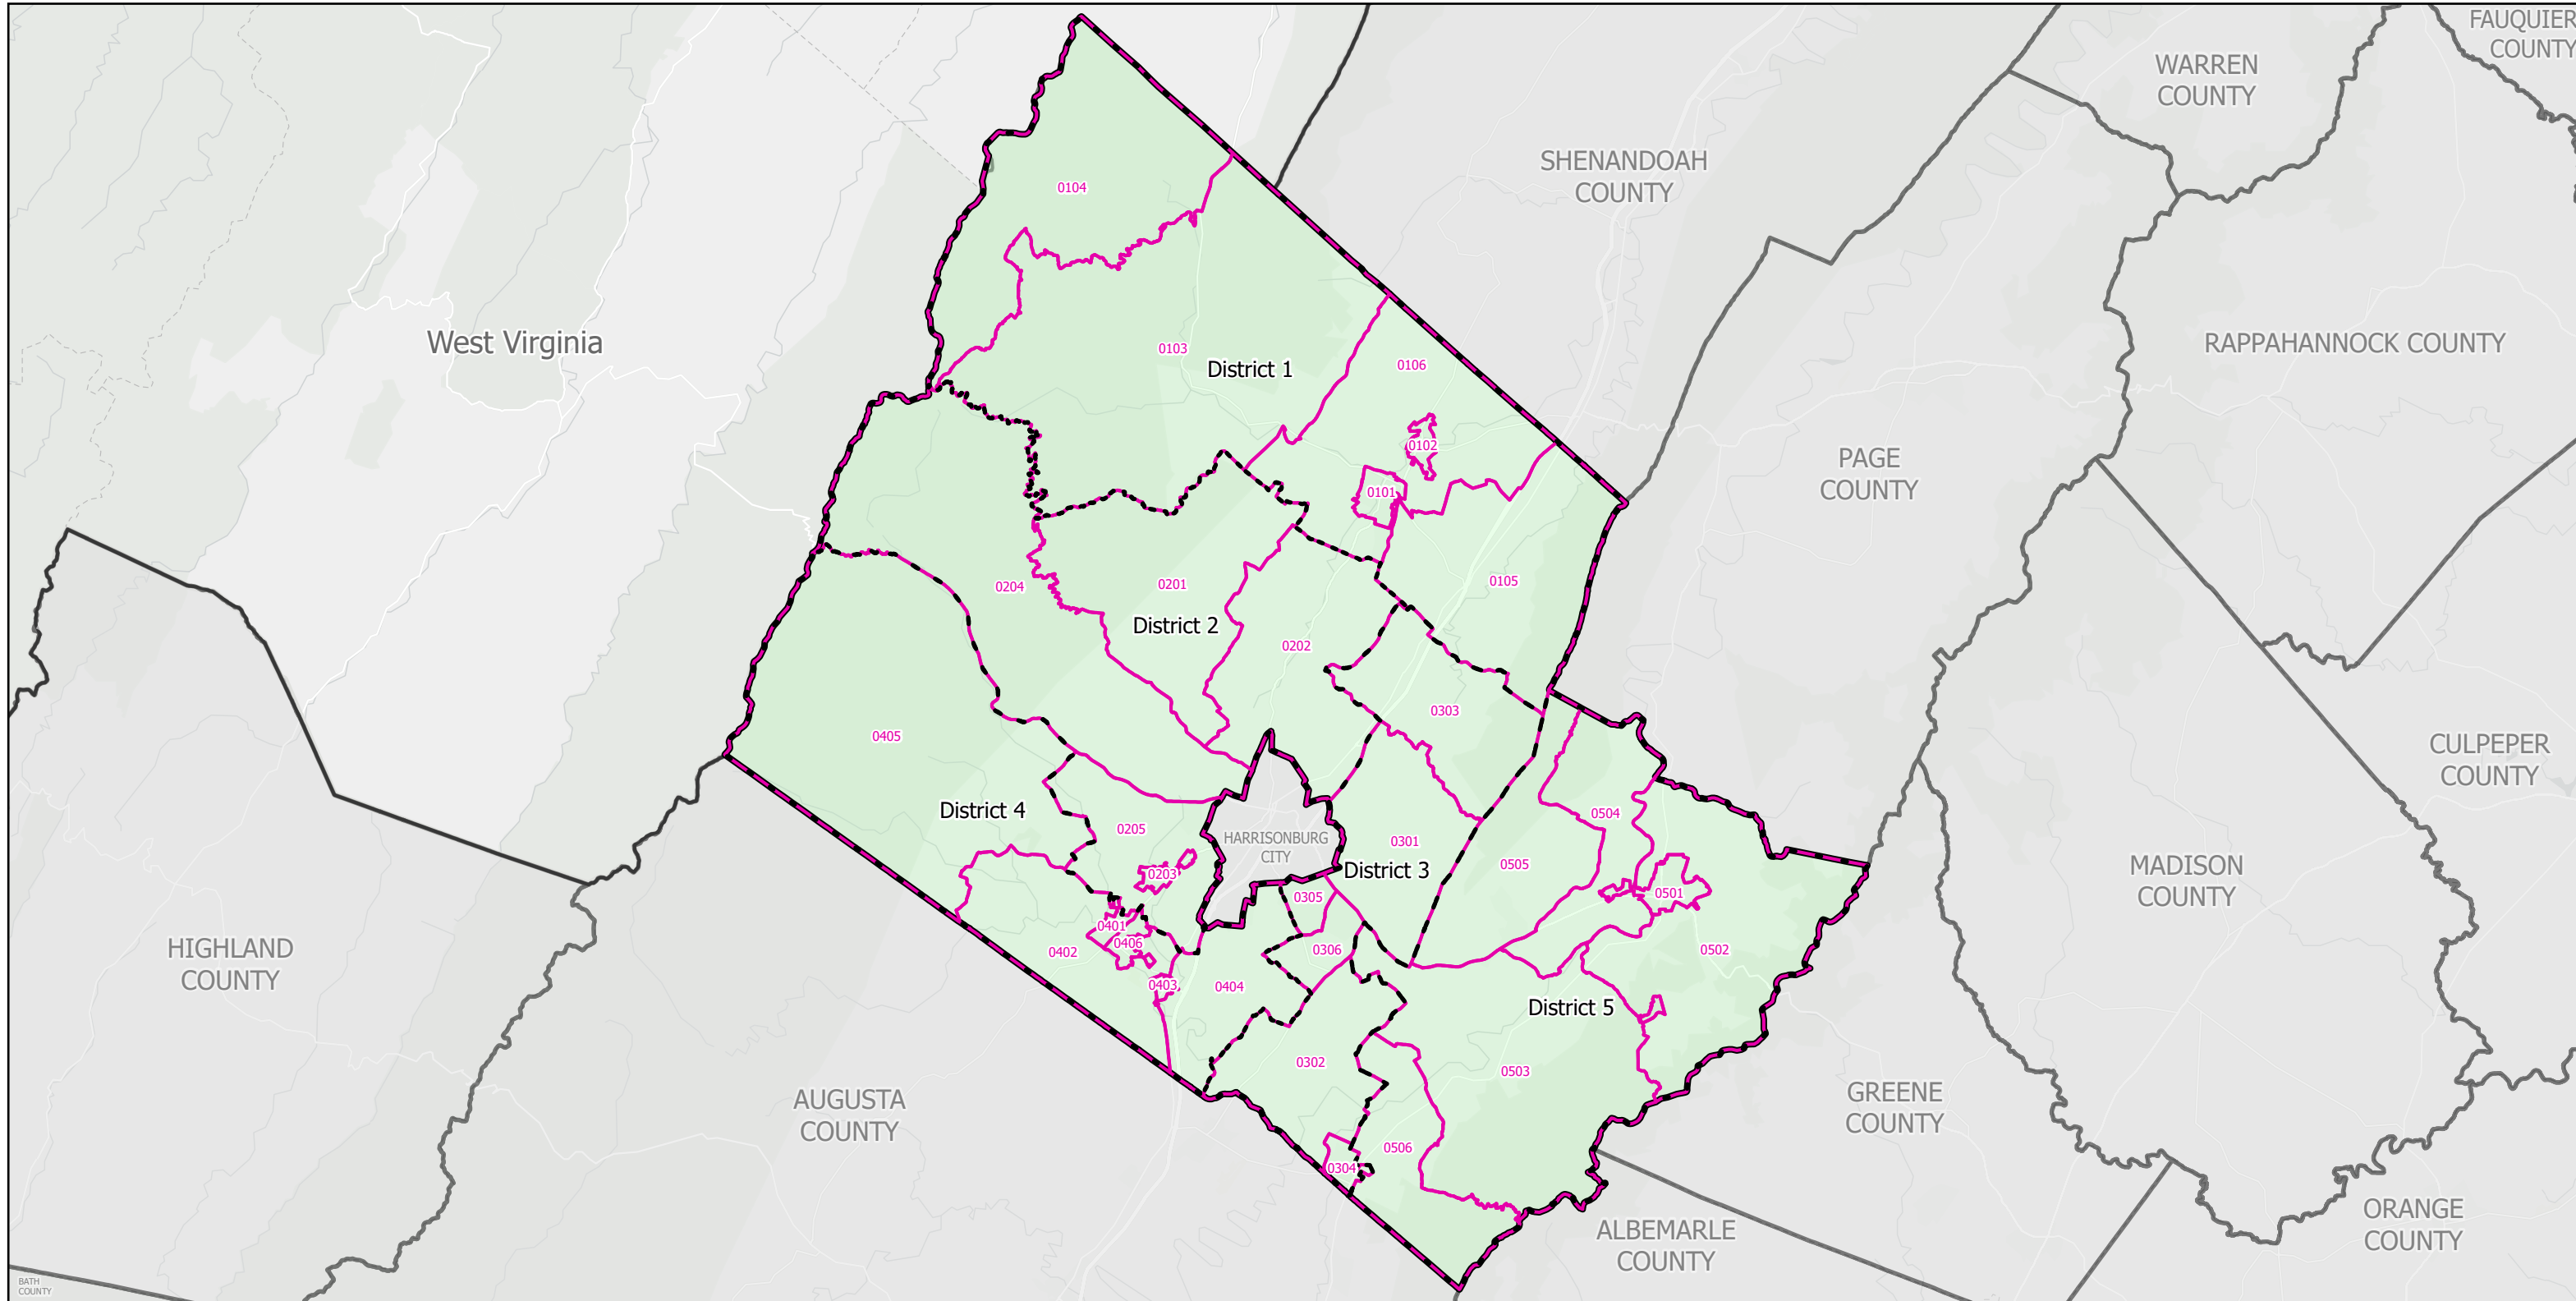 FAUQUIER
COUNTY
WARREN
COUNTY
SHENANDOAH
COUNTY
0104
West Virginia
RAPPAHANNOCK COUNTY
0103
District 1
0106
0102
PAGE
COUNTY
0101
0204
0201
0105
District 2
0202
0303
0405
CULPEPER
COUNTY
District 4
0504
0205
HARRISONBURG
CITY
0301
District 3
0505
MADISON
COUNTY
0203
0305
0501
0401
0406
0402
0306
0502
HIGHLAND
COUNTY
0403
0404
District 5
0302
0503
AUGUSTA
COUNTY
GREENE
COUNTY
0506
0304
ALBEMARLE
COUNTY
ORANGE
COUNTY
BATH
COUNTY